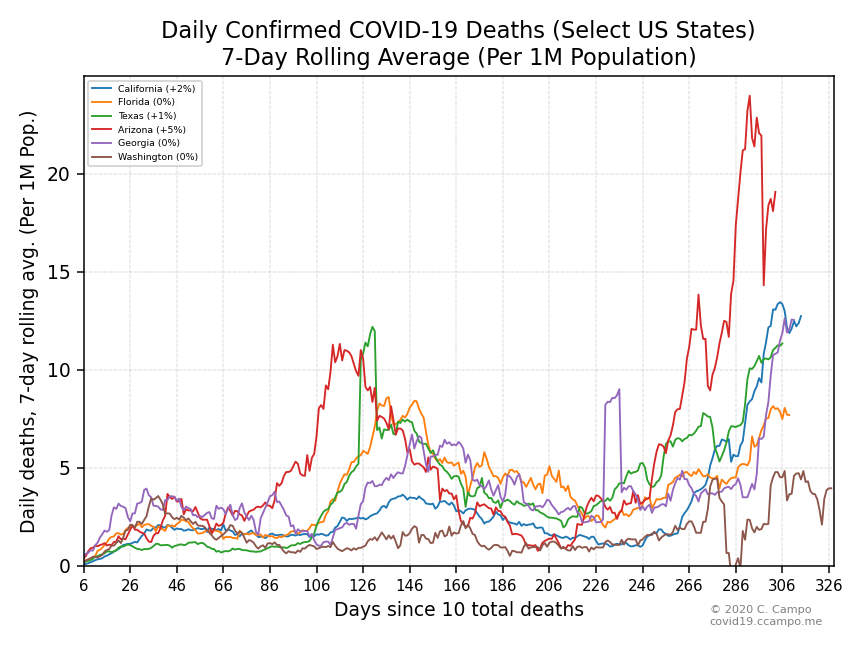 Daily Confirmed COVID-19 Deaths (Select US States)
7-Day Rolling Average (Per 1M Population)
California (+2%)
Florida (0%)
Texas (+1%)
Arizona (+5%)
Georgia (0%)
Washington (0%)
Daily deaths, 7-day rolling avg. (Per 1M Pop.)
20
15
10
5
0
6 26 46 66 86 106 126 146 166 186 206 226 246 266 286 306 326
Days since 10 total deaths
© 2020 C. Campo
covid19.ccampo.me